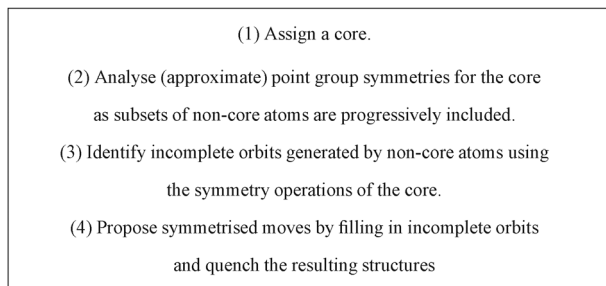 (1) Assign a core.
(2) Analyse (approximate) point group symmetries for the core
as subsets of non-core atoms are progressively included.
(3) Identify incomplete orbits generated by non-core atoms using
the symmetry operations of the core.
(4) Propose symmetrised moves by filling in incomplete orbits
and quench the resulting structures